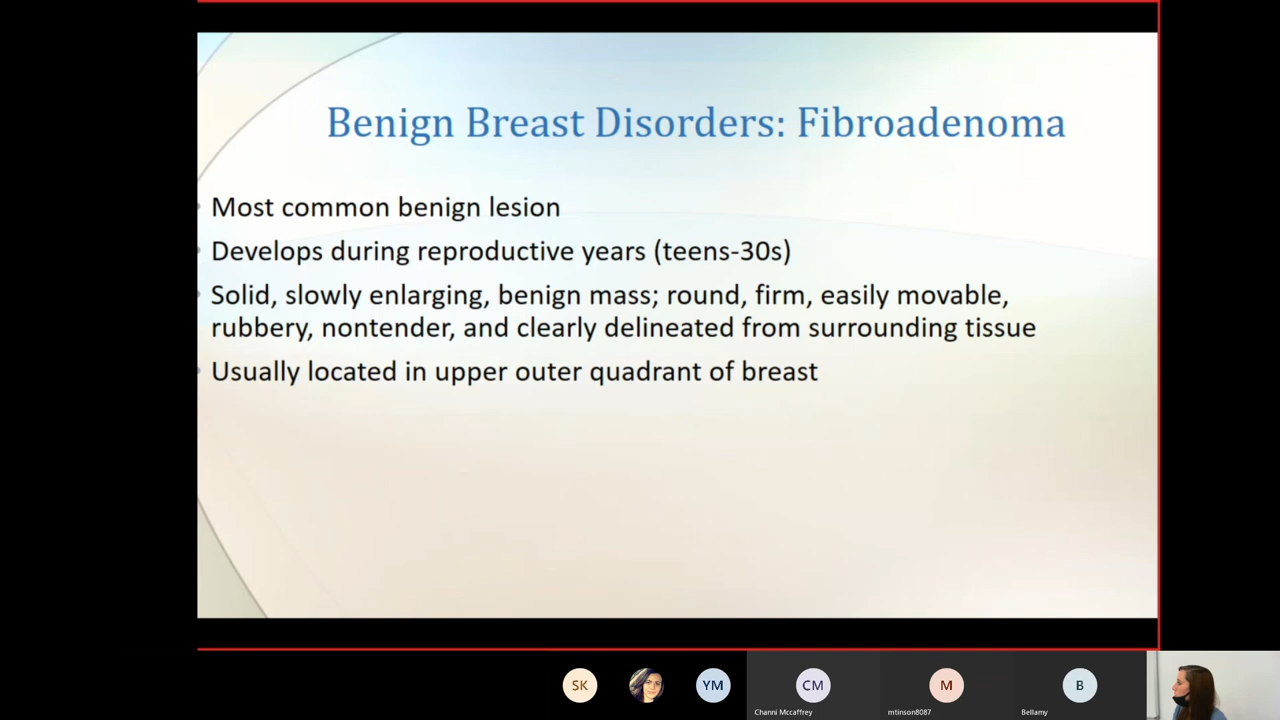 Benign Breast Disorders: Fibroadenoma
Most common benign lesion
Develops during reproductive years (teens-30s)
Solid, slowly enlarging, benign mass; round, firm, easily movable,
rubbery, nontender, and clearly delineated from surrounding tissue
Usually located in upper outer quadrant of breast
SK
YM
CM
M
B
Channi Mccaffrey
mtinson8087
Bellamy